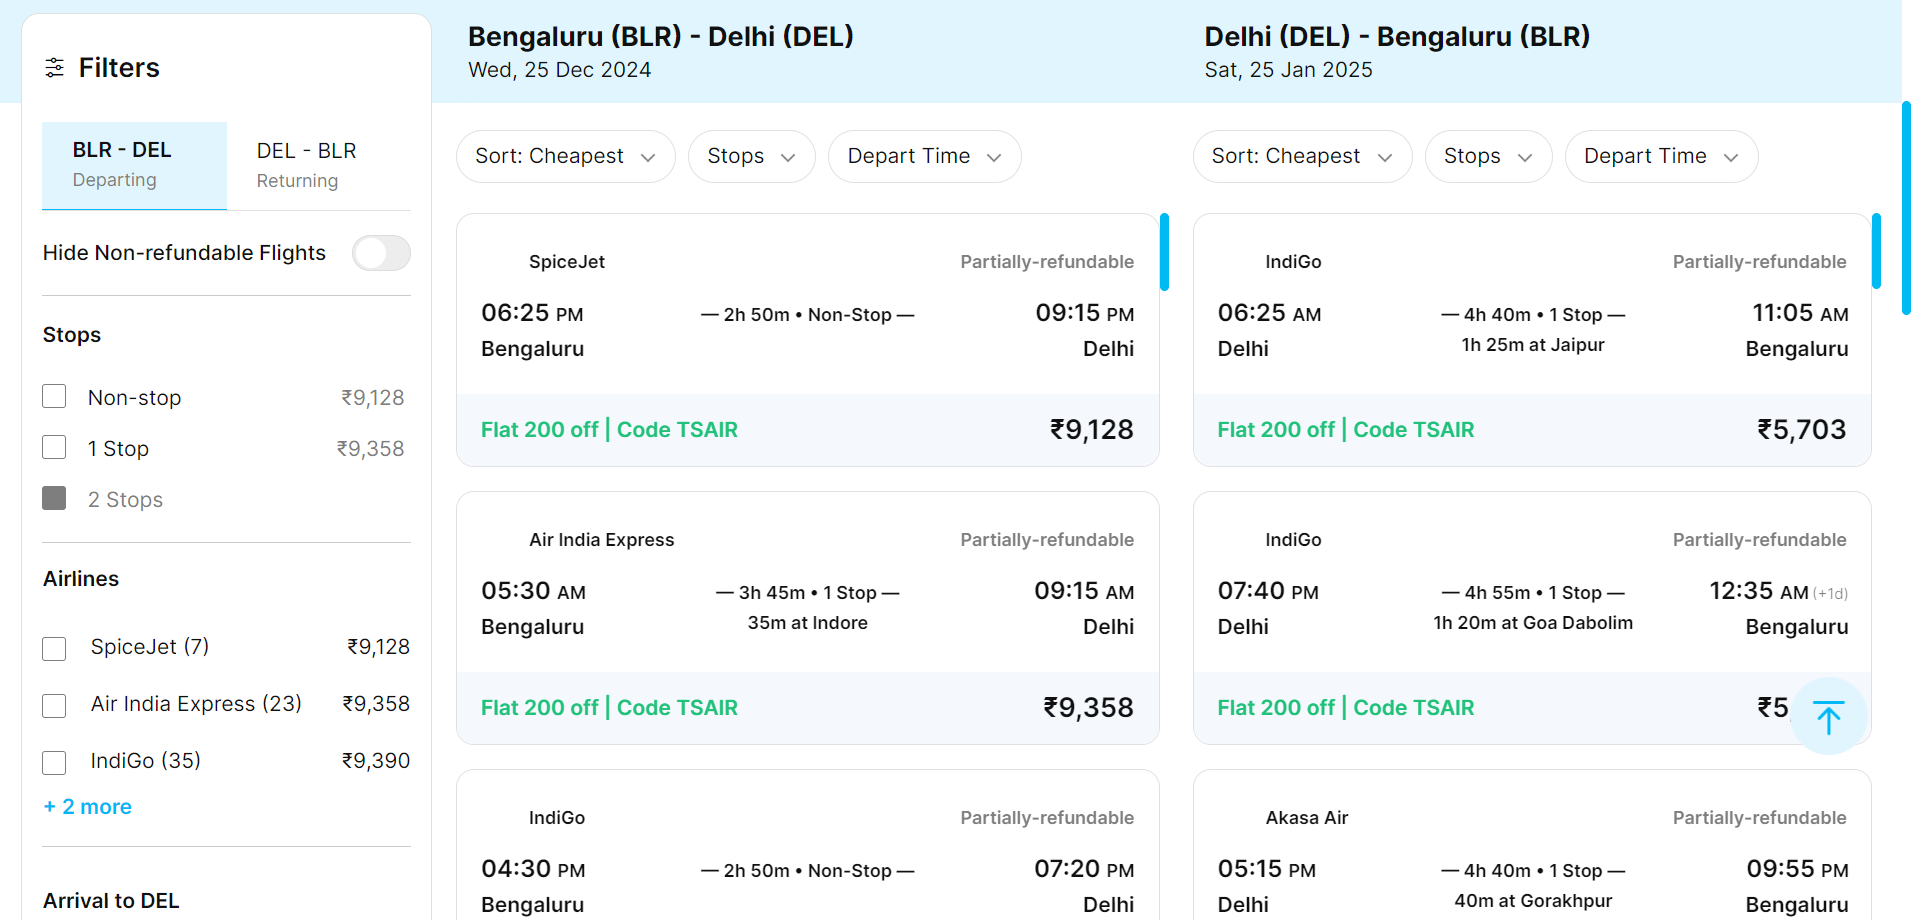 Filters
BLR - DEL
Departing
DEL - BLR
Returning
Hide Non-refundable Flights
Stops
Non-stop ₹9,128
1 Stop ₹9,358
2 Stops
Airlines
SpiceJet (7) ₹9,128
Air India Express (23) ₹9,358
IndiGo (35) ₹9,390
+ 2 more
Arrival to DEL
Bengaluru (BLR) - Delhi (DEL)
Wed, 25 Dec 2024
Sort: Cheapest Stops Depart Time
SpiceJet Partially-refundable
06:25 PM — 2h 50m • Non-Stop — 09:15 PM
Bengaluru Delhi
Flat 200 off | Code TSAIR ₹9,128
Air India Express Partially-refundable
05:30 AM — 3h 45m • 1 Stop — 09:15 AM
Bengaluru 35m at Indore Delhi
Flat 200 off | Code TSAIR ₹9,358
IndiGo Partially-refundable
04:30 PM — 2h 50m • Non-Stop — 07:20 PM
Bengaluru Delhi
Delhi (DEL) - Bengaluru (BLR)
Sat, 25 Jan 2025
Sort: Cheapest Stops Depart Time
IndiGo Partially-refundable
06:25 AM — 4h 40m • 1 Stop — 11:05 AM
Delhi 1h 25m at Jaipur Bengaluru
Flat 200 off | Code TSAIR ₹5,703
IndiGo Partially-refundable
07:40 PM — 4h 55m • 1 Stop — 12:35 AM (+1d)
Delhi 1h 20m at Goa Dabolim Bengaluru
Flat 200 off | Code TSAIR
Akasa Air Partially-refundable
05:15 PM — 4h 40m • 1 Stop — 09:55 PM
Delhi 40m at Gorakhpur Bengaluru